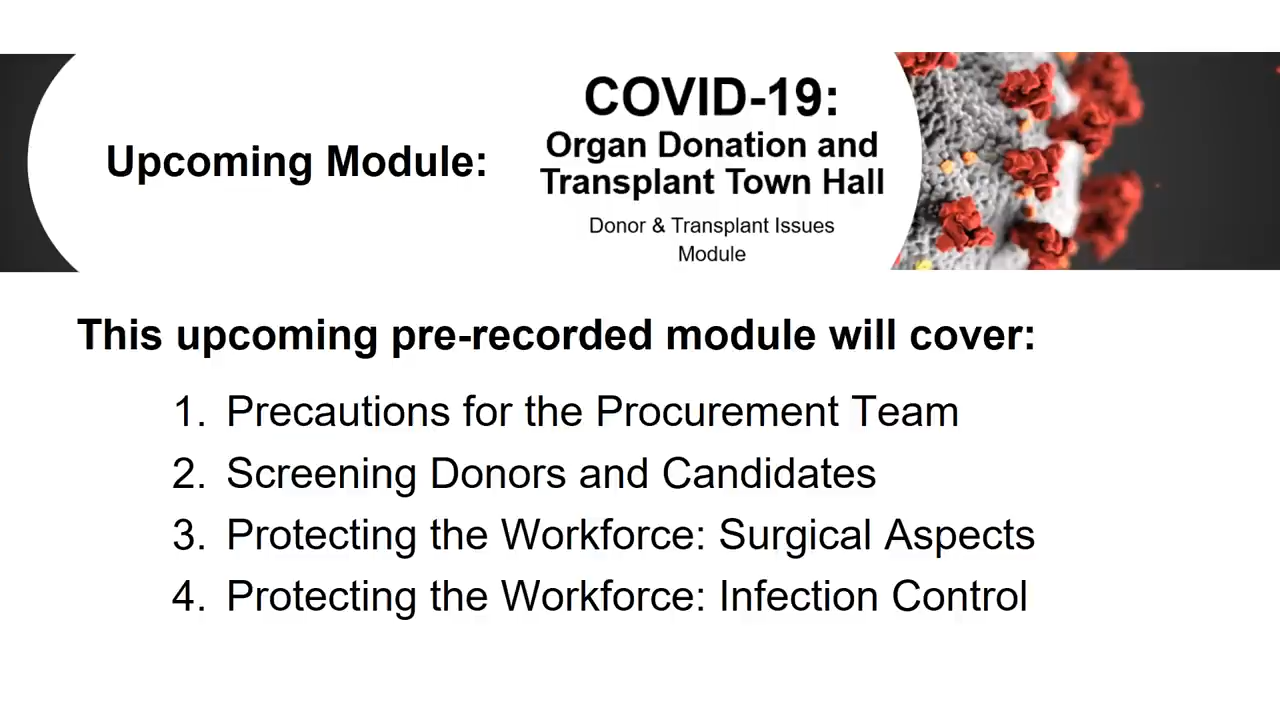 Upcoming Module:
COVID-19:
Organ Donation and
Transplant Town Hall
Donor & Transplant Issues
Module
This upcoming pre-recorded module will cover:
1. Precautions for the Procurement Team
2. Screening Donors and Candidates
3. Protecting the Workforce: Surgical Aspects
4. Protecting the Workforce: Infection Control